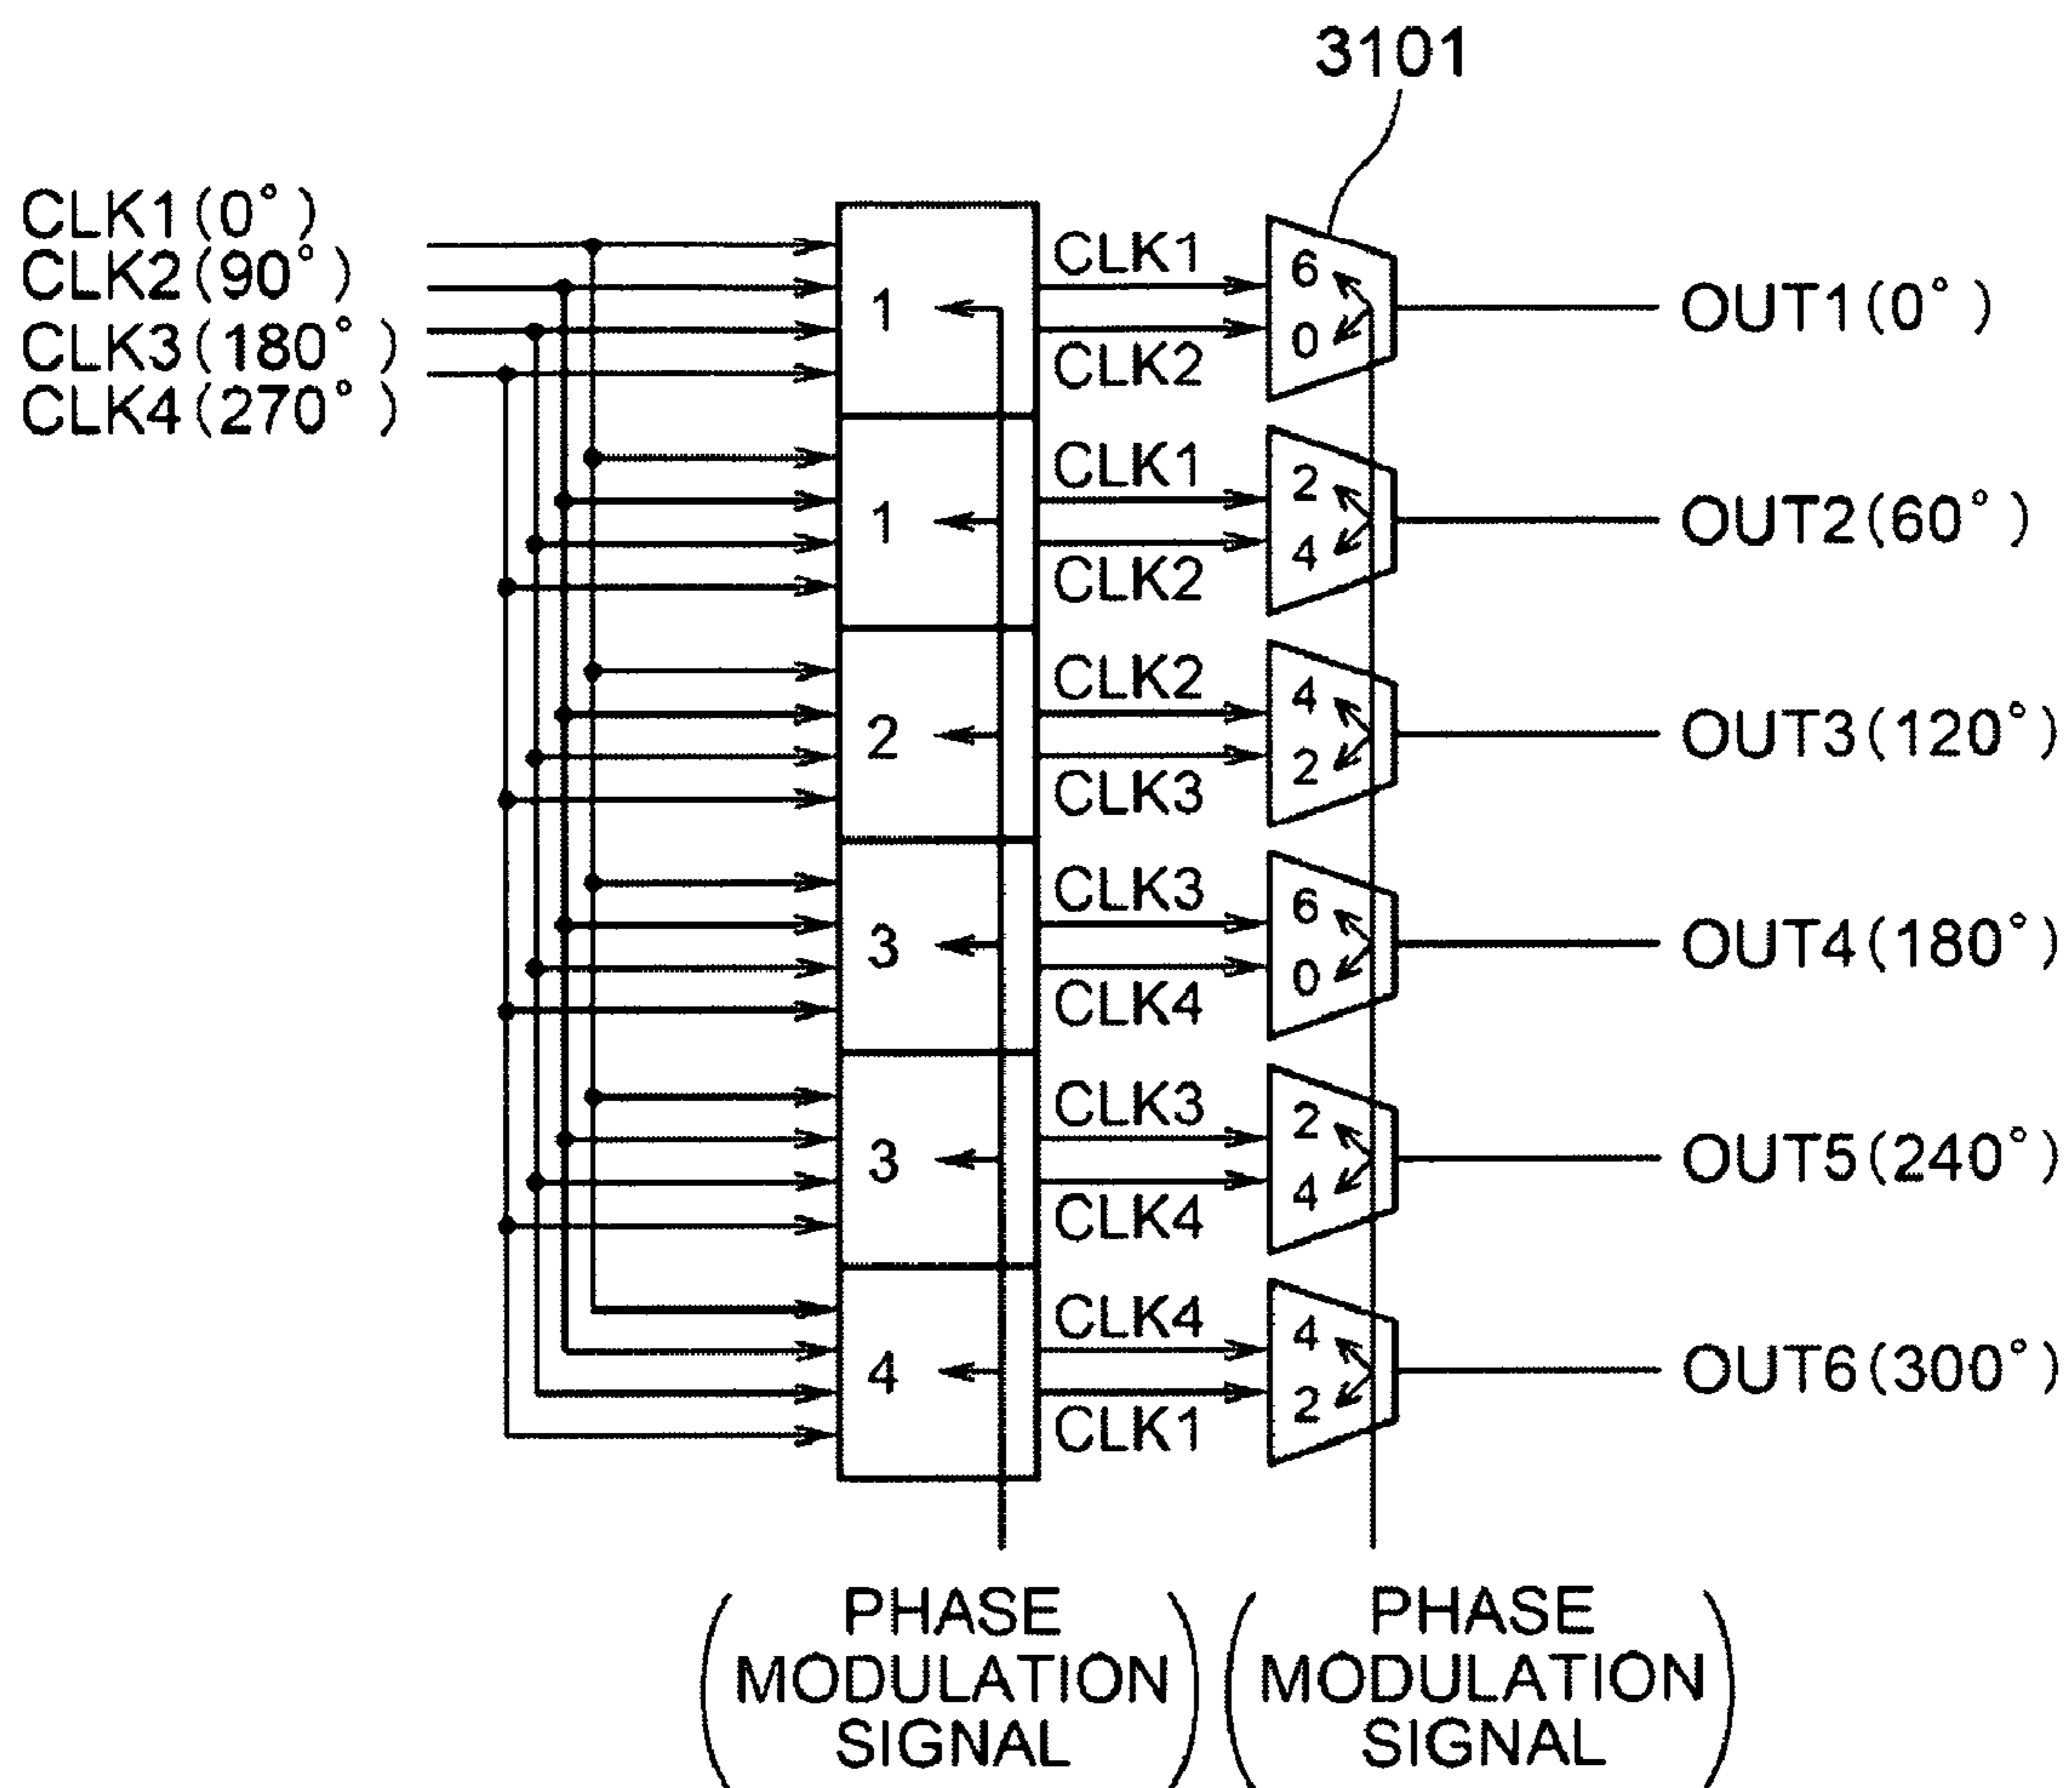 3101
CLK1(0°)
CLK2(90°)
CLK3(180°)
CLK4(270°)
1
CLK1
CLK2
6
0
OUT1(0°)
1
CLK1
CLK2
2
4
OUT2(60°)
2
CLK2
CLK3
4
2
OUT3(120°)
3
CLK3
CLK4
6
0
OUT4(180°)
3
CLK3
CLK4
2
4
OUT5(240°)
4
CLK4
CLK1
4
2
OUT6(300°)
(PHASE
MODULATION
SIGNAL)
(PHASE
MODULATION
SIGNAL)